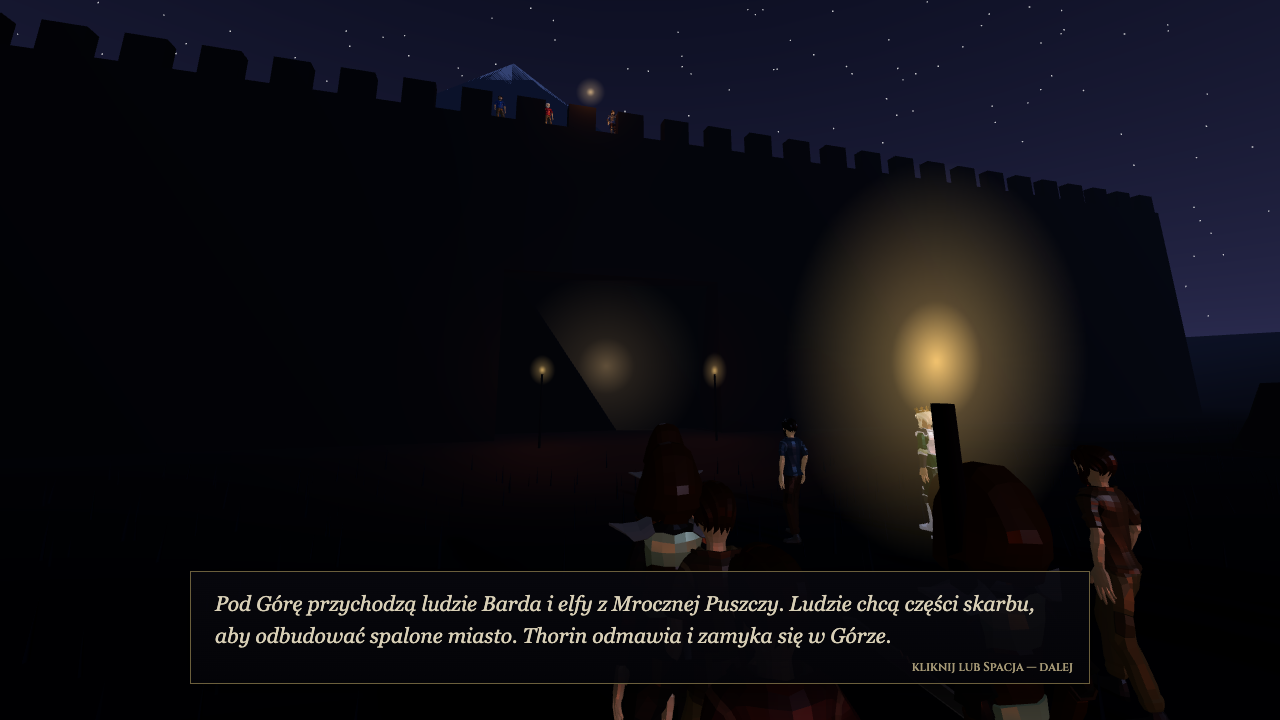 Pod Górę przychodzą ludzie Barda i elfy z Mrocznej Puszczy. Ludzie chcą części skarbu,
aby odbudować spalone miasto. Thorin odmawia i zamyka się w Górze.
KLIKNIJ LUB SPACJA — DALEJ